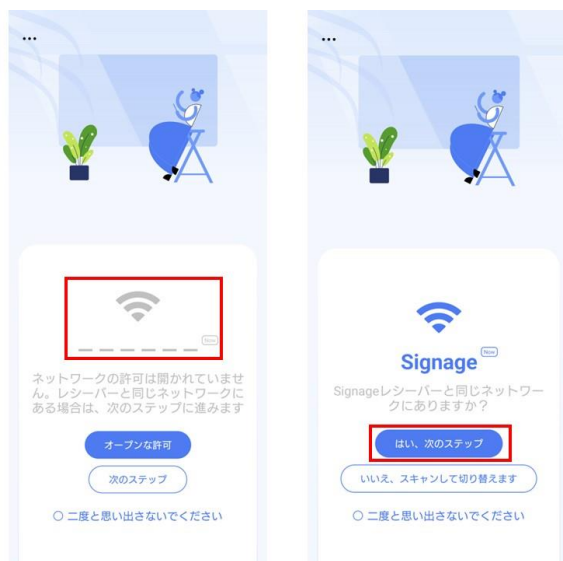 Now
ネットワークの許可は開かれていませ
ん。レシーバーと同じネットワークに
ある場合は、次のステップに進みます
オープンな許可
次のステップ
二度と思い出さないでください
Signage Now
Signageレシーバーと同じネットワー
クにありますか？
はい、次のステップ
いいえ、スキャンして切り替えます
二度と思い出さないでください